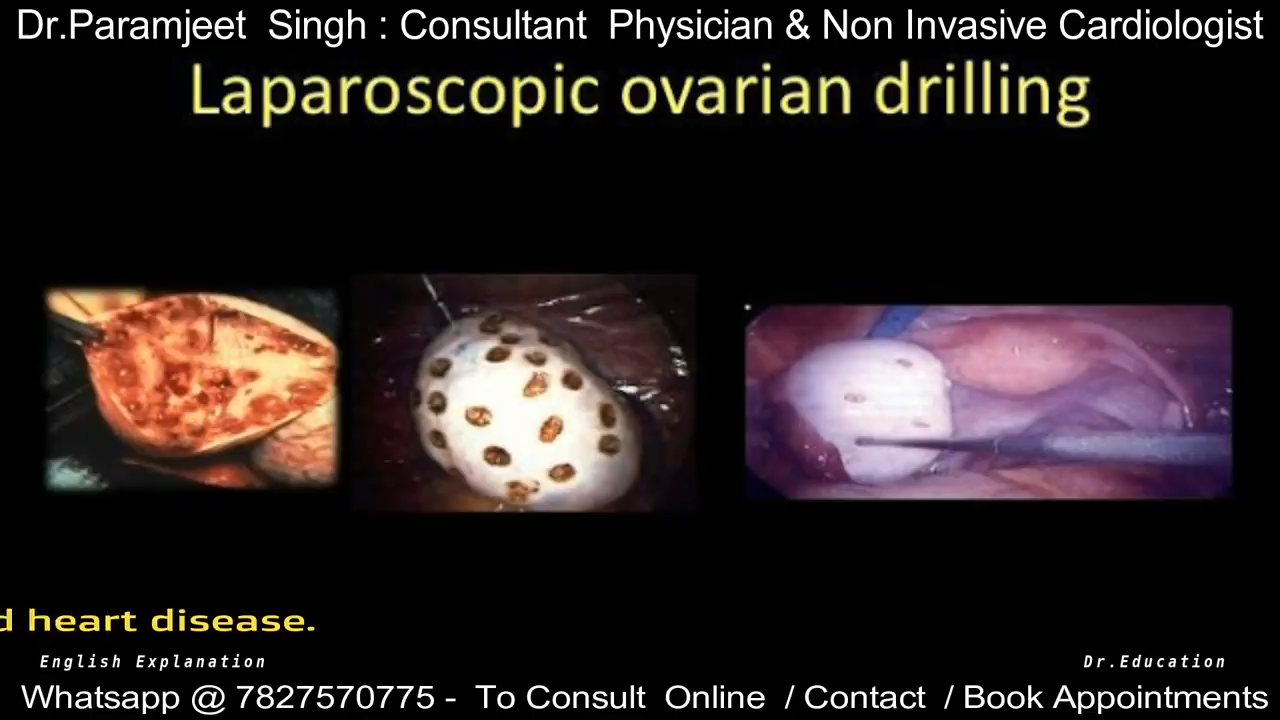 Dr.Paramjeet Singh : Consultant Physician & Non Invasive Cardiologist
Laparoscopic ovarian drilling
heart disease.
English Explanation
Dr.Education
Whatsapp @ 7827570775 - To Consult Online / Contact / Book Appointments